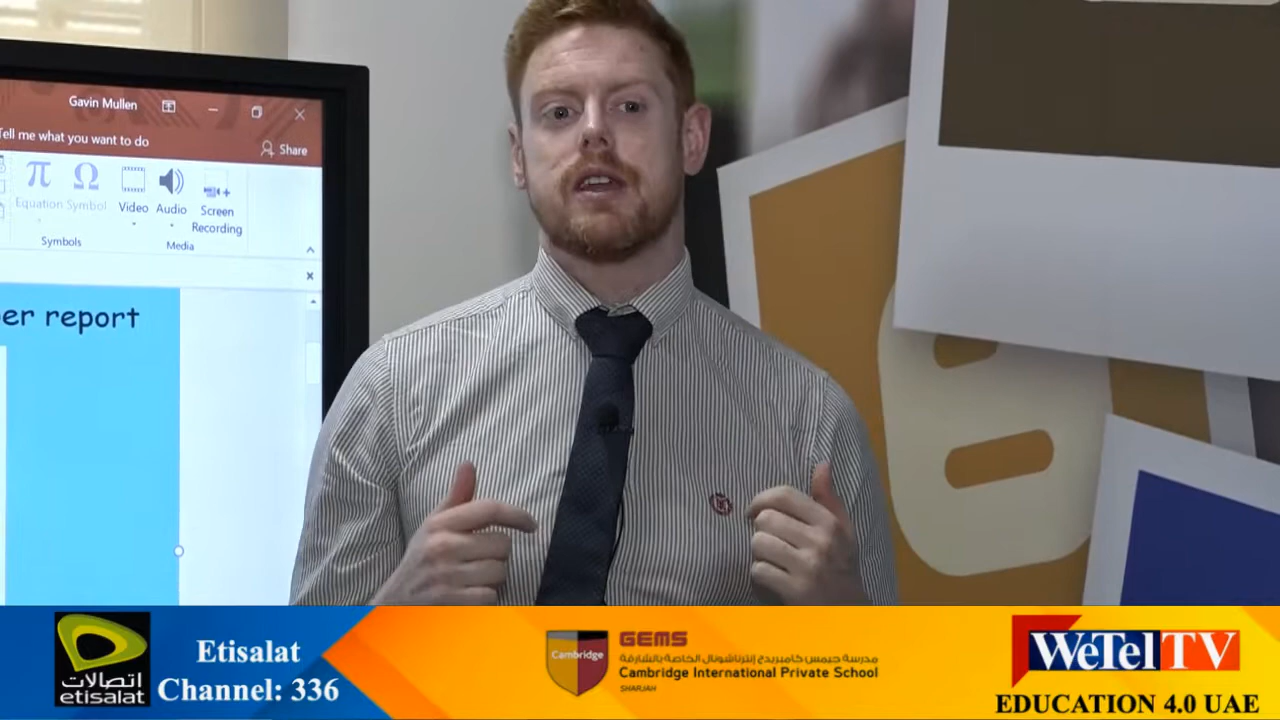 Gavin Mullen
Tell me what you want to do
Share
π Ω
Equation Symbol
Video
Audio
Screen
Recording
Symbols
Media
er report
Etisalat
Channel: 336
اتصالات
etisalat
Cambridge
GEMS
مدرسة جيمس كامبريدج إنترناشونال الخاصة بالشارقة
Cambridge International Private School
SHARJAH
WeTel TV
EDUCATION 4.0 UAE